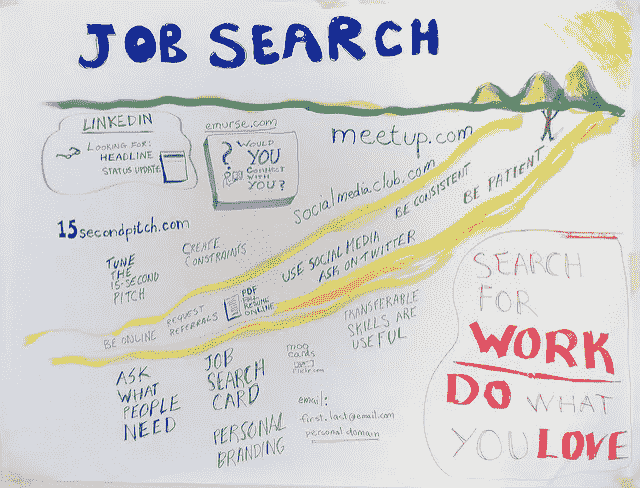 JOB SEARCH
LINKEDIN
LOOKING FOR:
HEADLINE
STATUS UPDATE
emurse.com
? WOULD
YOU
CONNECT
WITH
YOU?
meetup.com
socialmediaclub.com
BE CONSISTENT
BE PATIENT
15secondpitch.com
TUNE
THE
15-SECOND
PITCH
CREATE
CONSTRAINTS
USE SOCIAL MEDIA
ASK ON TWITTER
BE ONLINE
REQUEST
REFERRALS
PDF
RESUME
ONLINE
TRANSFERABLE
SKILLS ARE
USEFUL
ASK
WHAT
PEOPLE
NEED
JOB
SEARCH
CARD
PERSONAL
BRANDING
moo
cards
email:
first.last@email.com
personal domain
SEARCH
FOR
WORK
DO WHAT
YOU LOVE